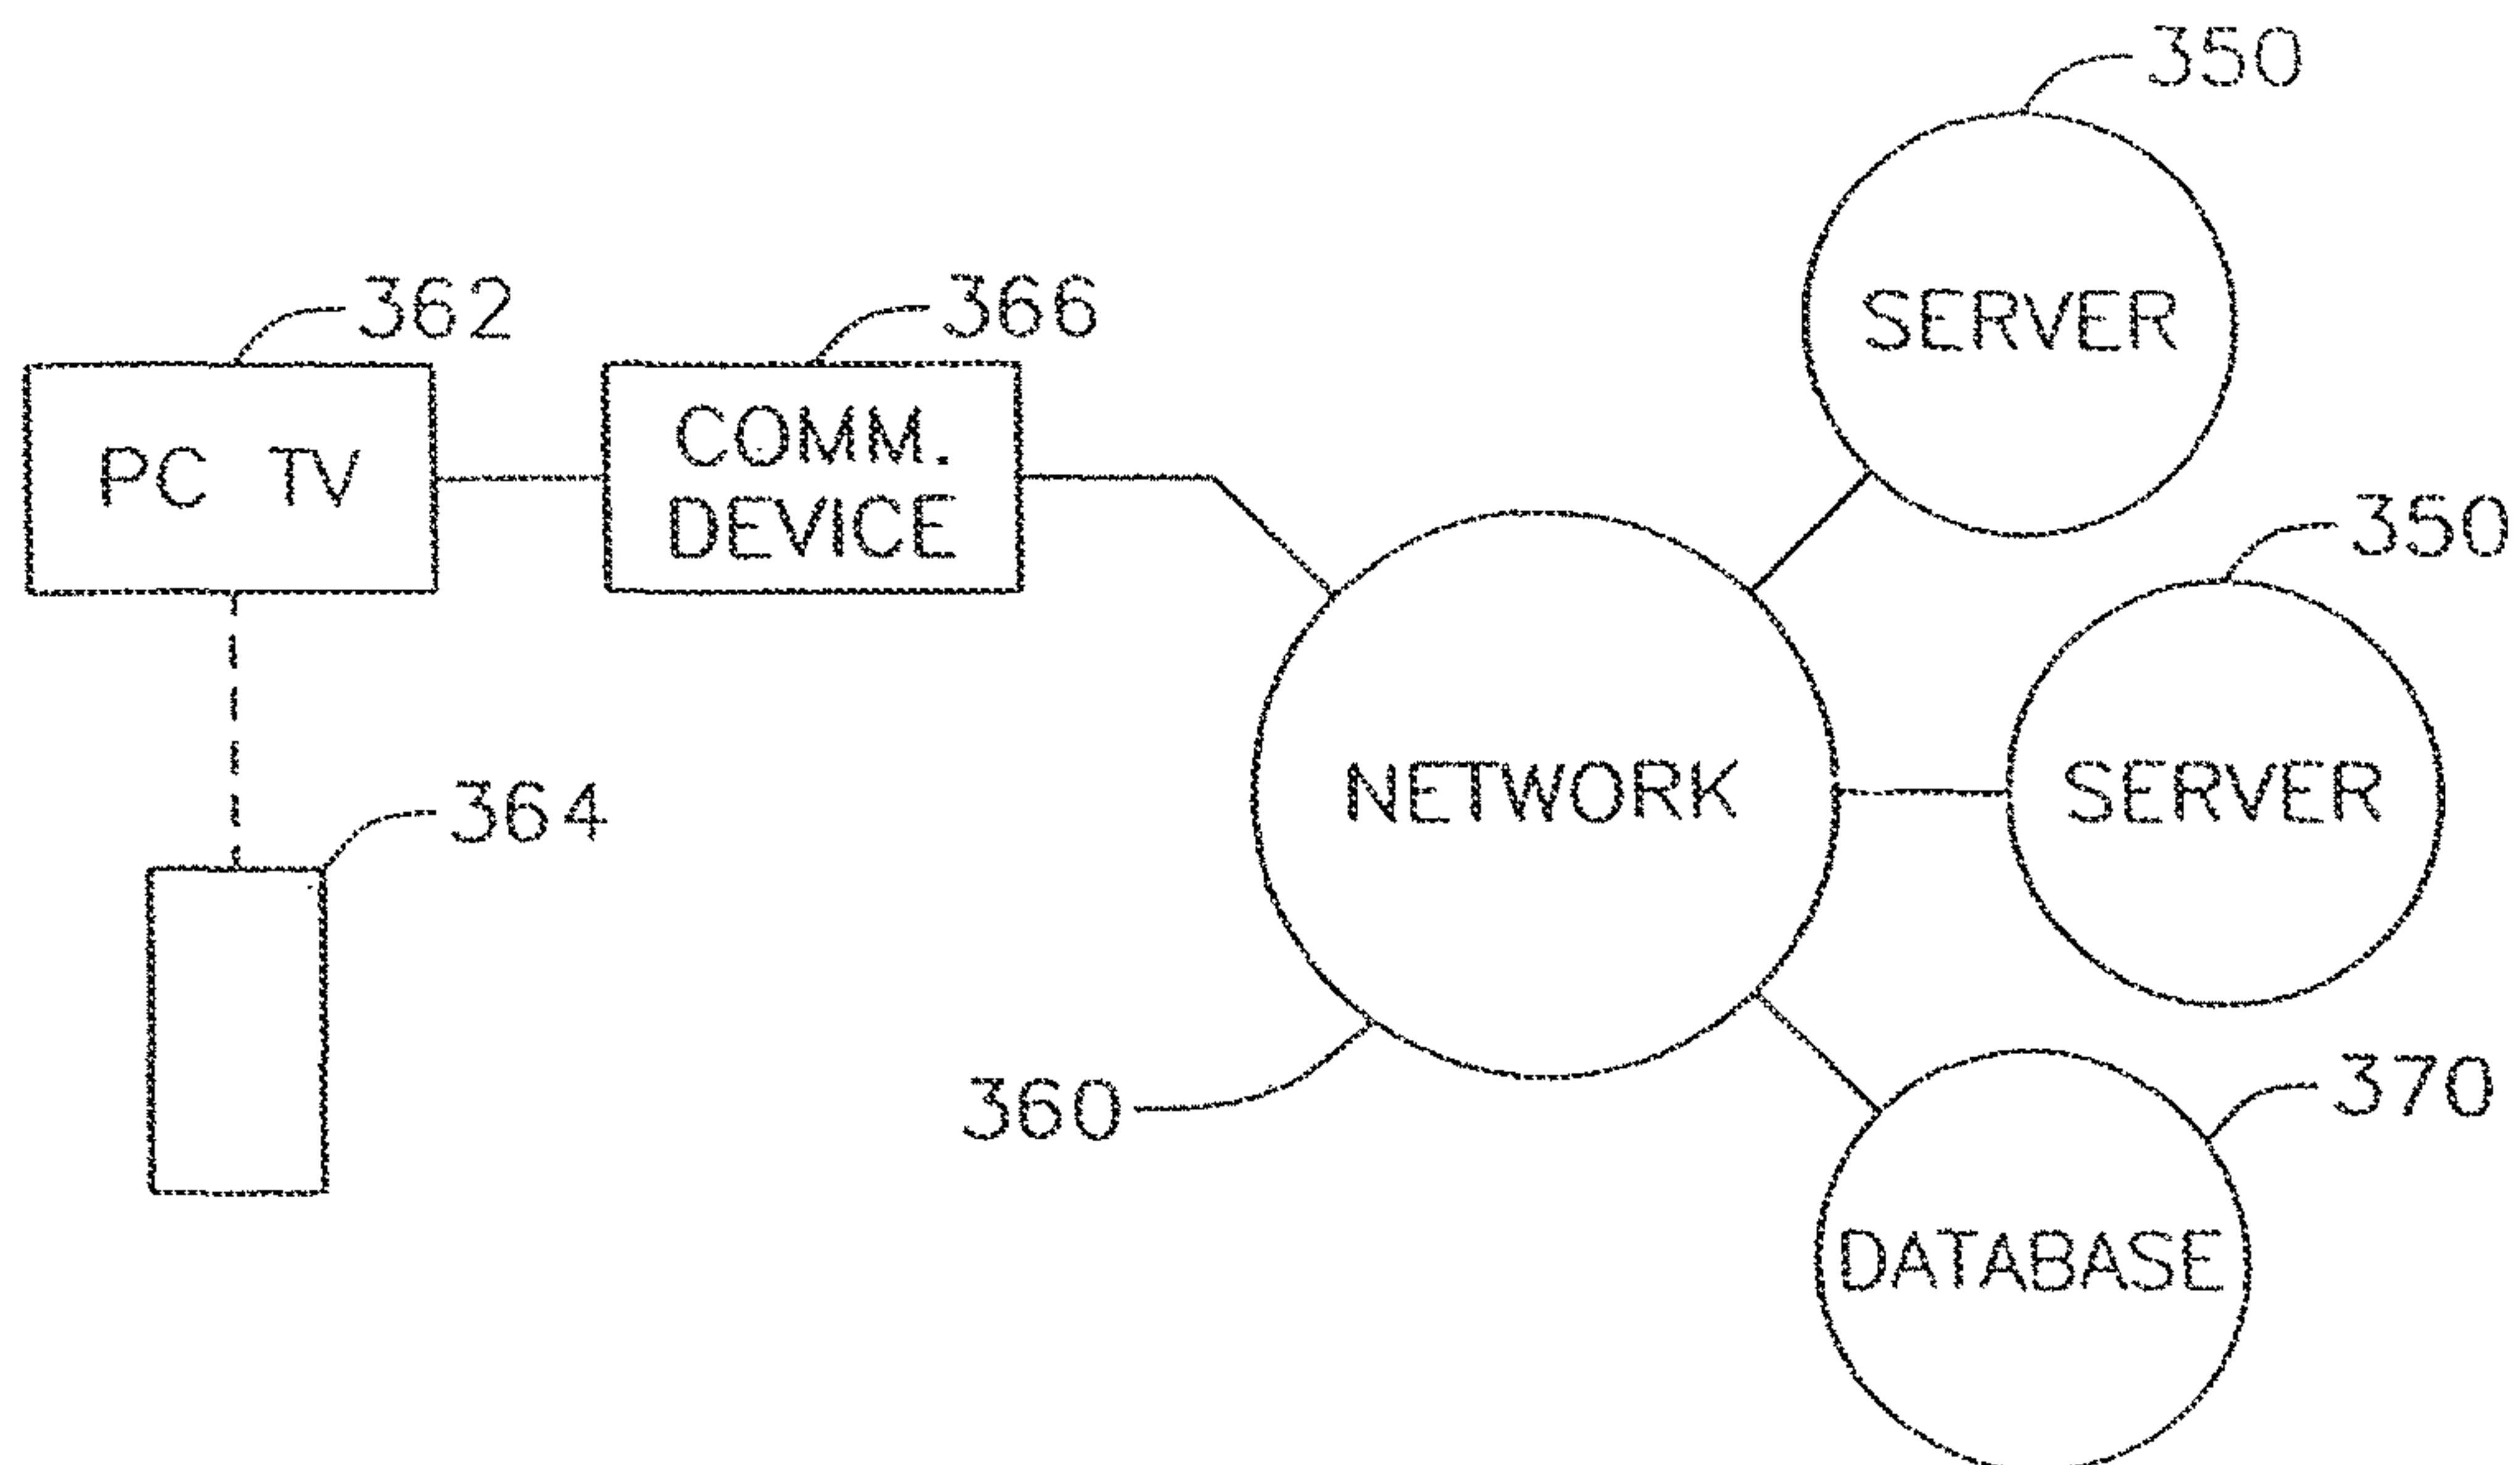 350
362
366
SERVER
PC TV
COMM.
DEVICE
350
NETWORK
SERVER
364
360
370
DATABASE